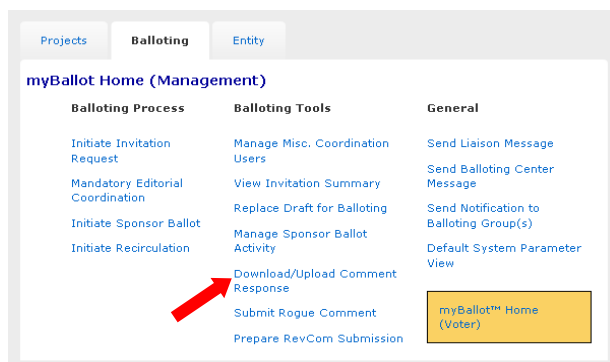 Projects
Balloting
Entity
myBallot Home (Management)
Balloting Process
Initiate Invitation
Request
Mandatory Editorial
Coordination
Initiate Sponsor Ballot
Initiate Recirculation
Balloting Tools
Manage Misc. Coordination
Users
View Invitation Summary
Replace Draft for Balloting
Manage Sponsor Ballot
Activity
Download/Upload Comment
Response
Submit Rogue Comment
Prepare RevCom Submission
General
Send Liaison Message
Send Balloting Center
Message
Send Notification to
Balloting Group(s)
Default System Parameter
View
myBallot™ Home
(Voter)